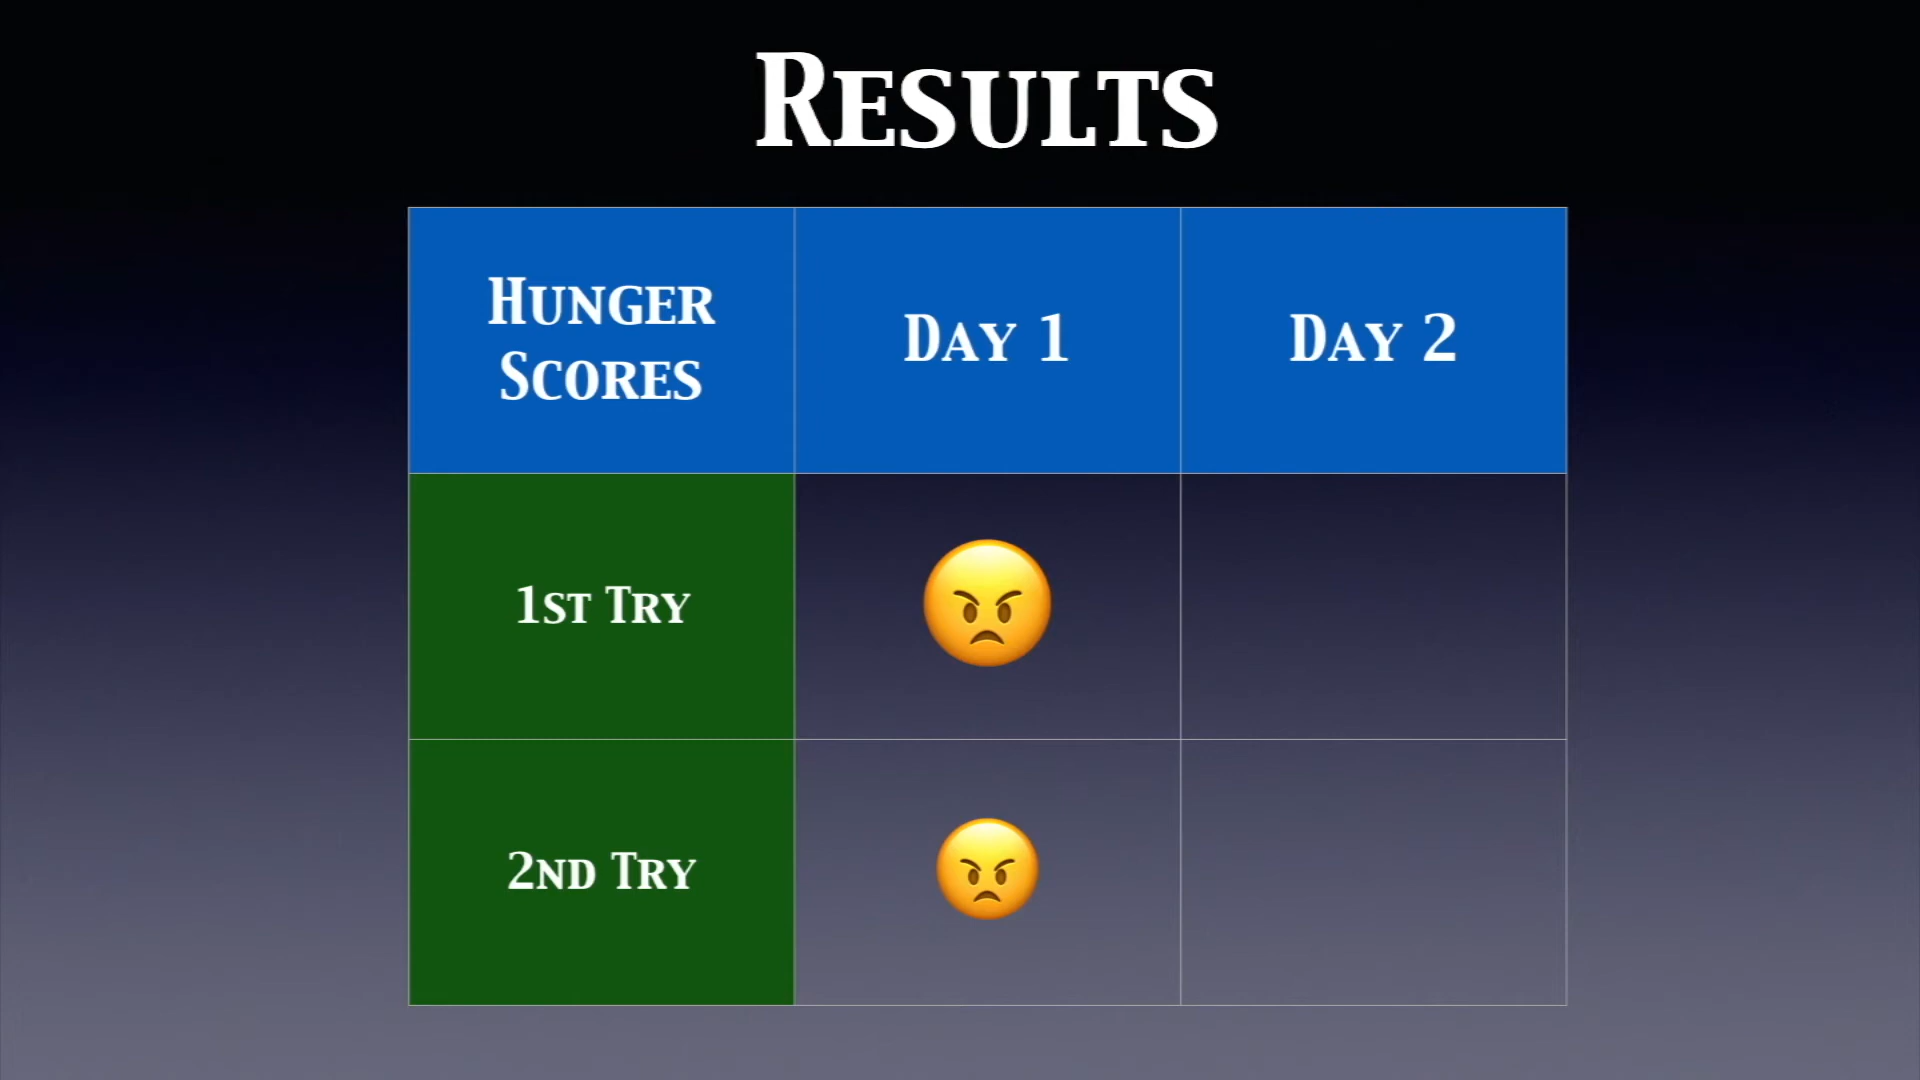 Results
Hunger
Scores
Day 1
Day 2
1st Try
2nd Try